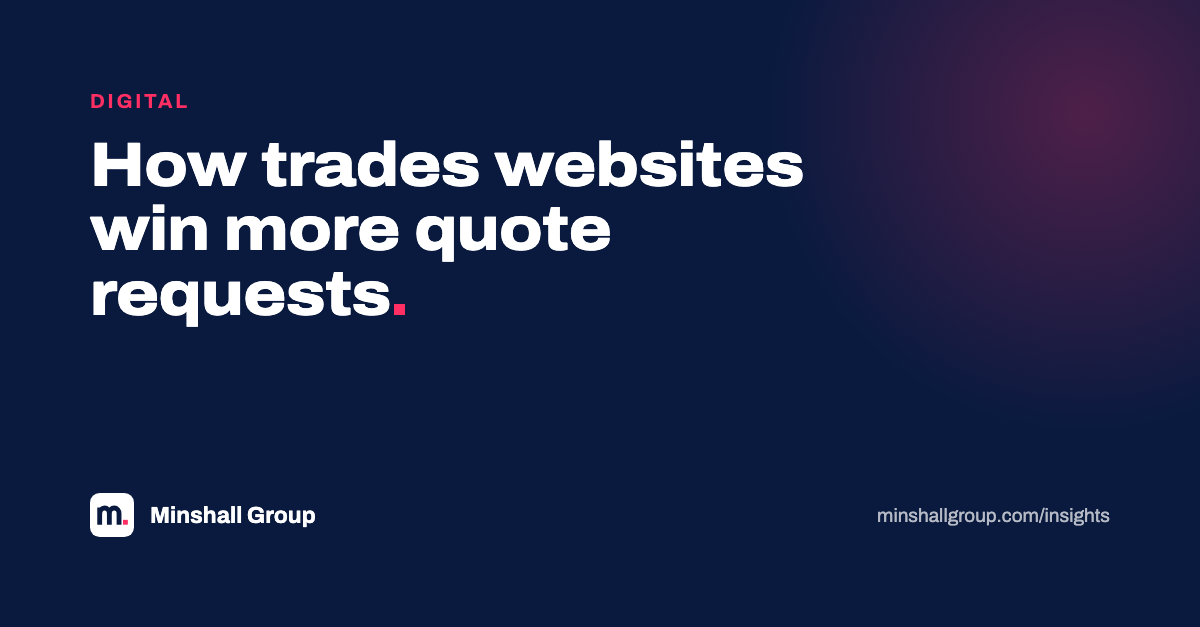 DIGITAL
How trades websites
win more quote
requests.
m.
Minshall Group
minshallgroup.com/insights